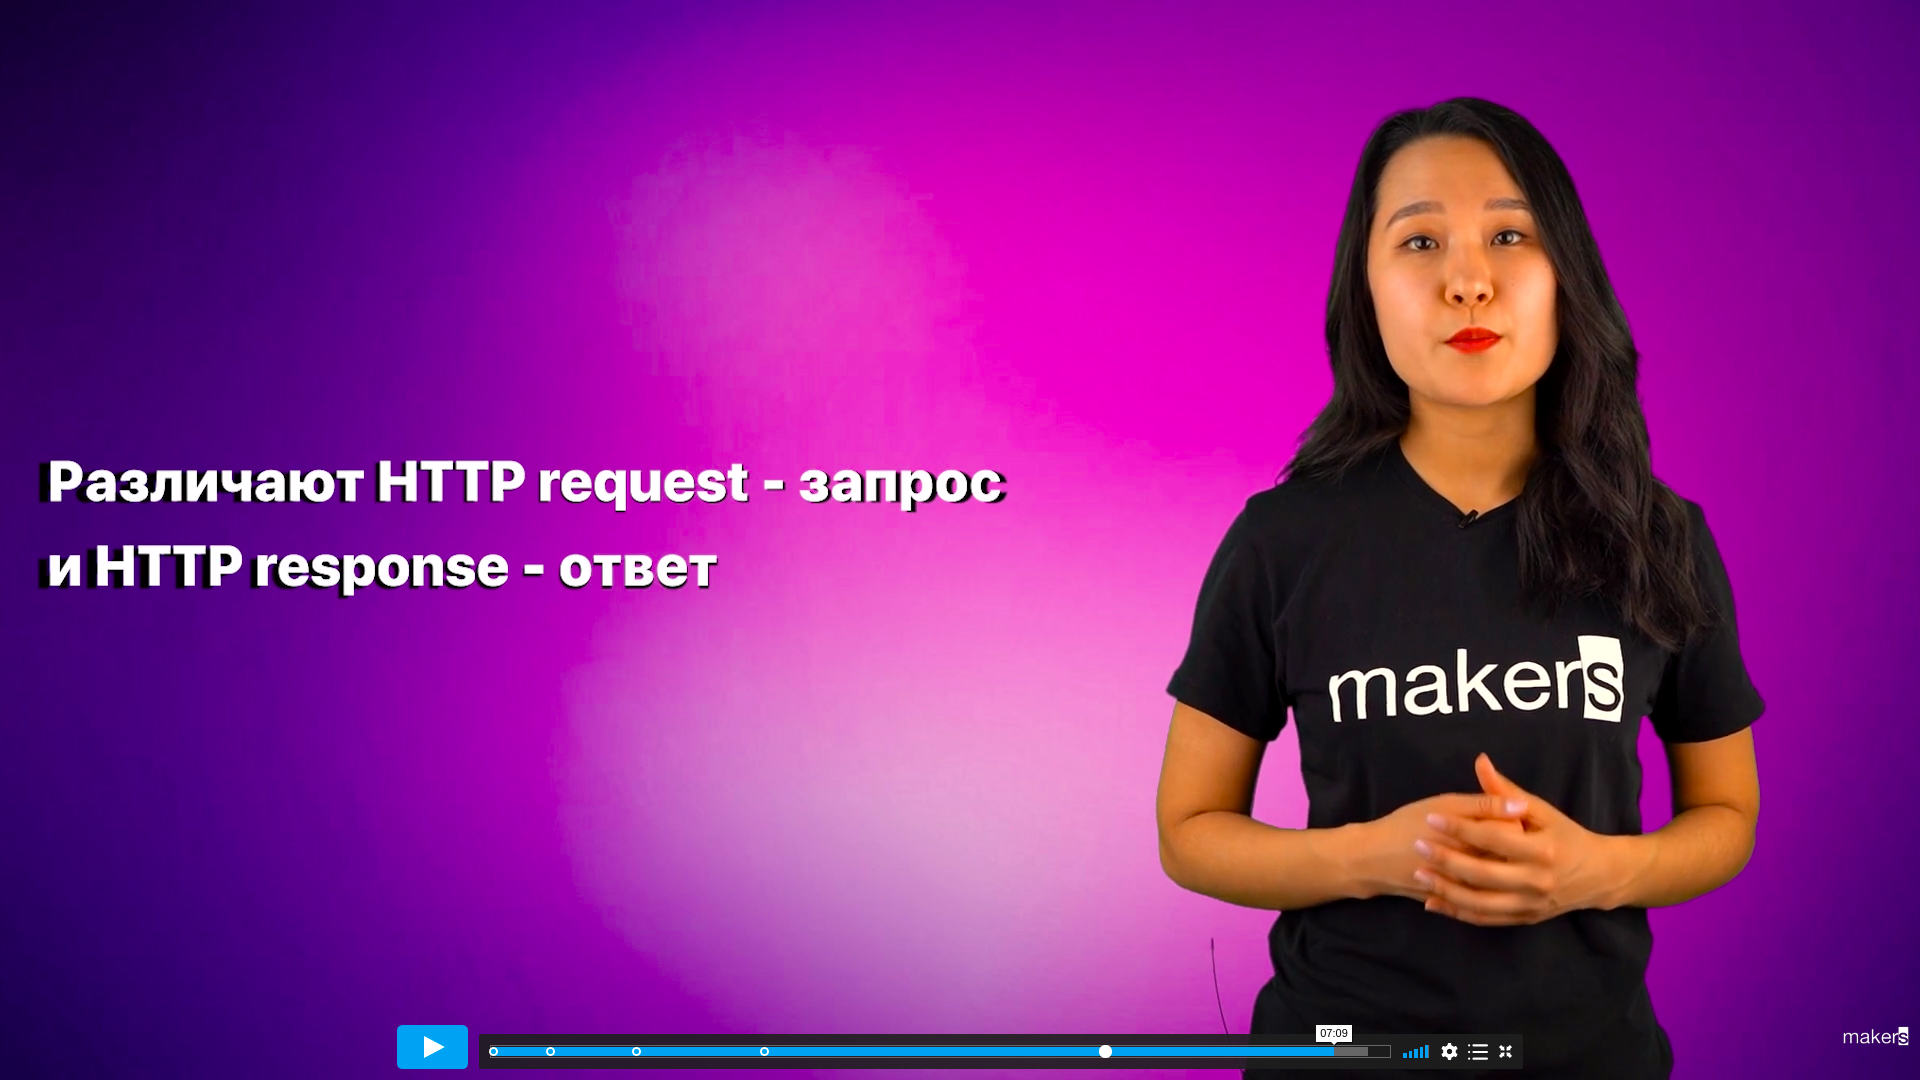 Различают HTTP request - запрос
и HTTP response - ответ
makers
07:09
makers